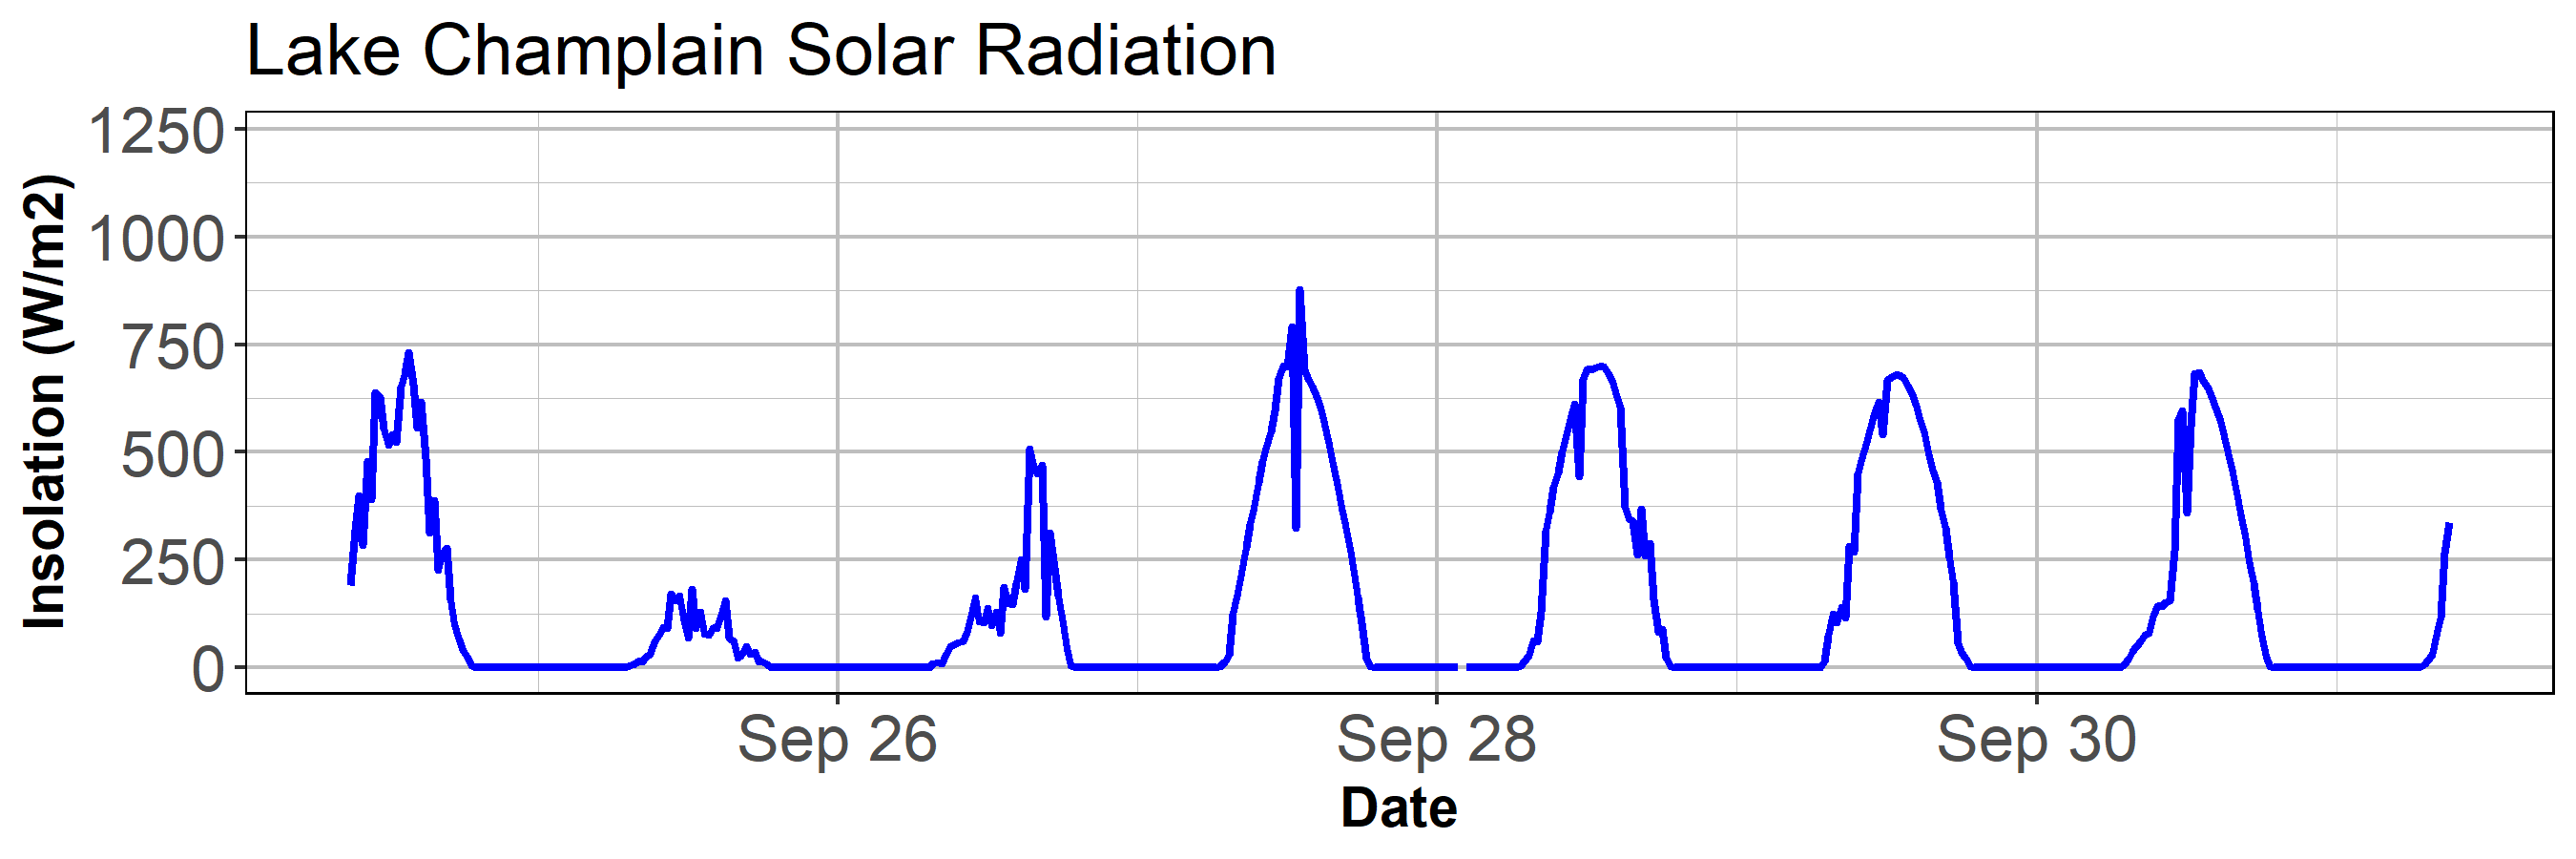 Lake Champlain Solar Radiation
Insolation (W/m2)
1250
1000
750
500
250
0
Sep 26 Sep 28 Sep 30
Date